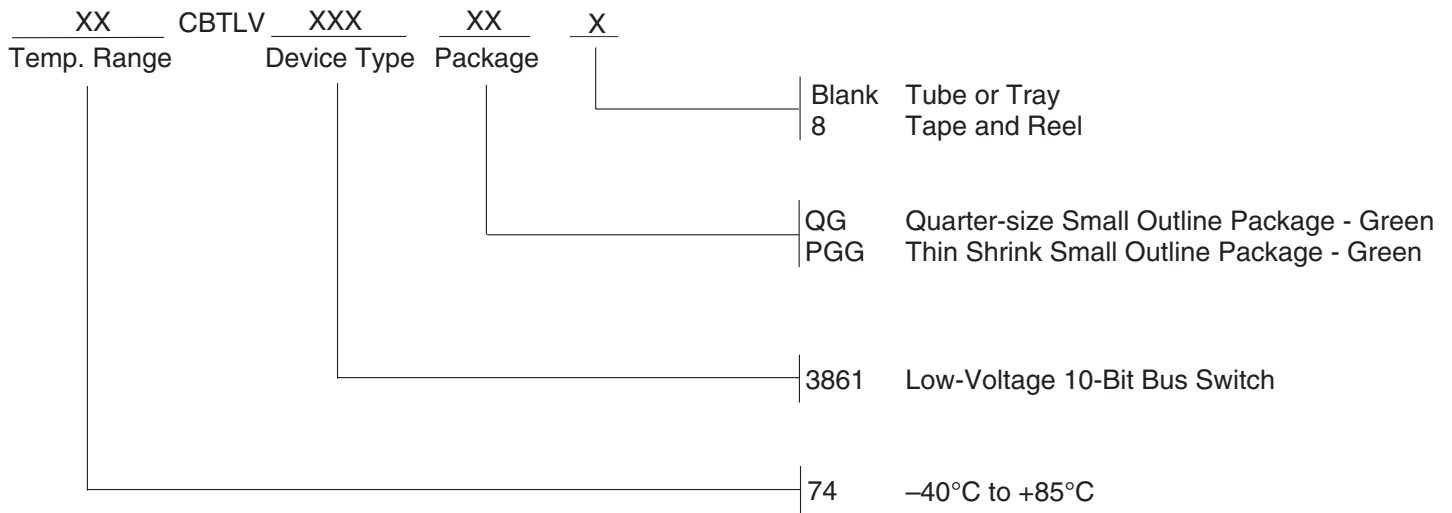 XX CBTLV XXX XX X
Temp. Range Device Type Package
Blank Tube or Tray
8 Tape and Reel
QG Quarter-size Small Outline Package - Green
PGG Thin Shrink Small Outline Package - Green
3861 Low-Voltage 10-Bit Bus Switch
74 –40°C to +85°C